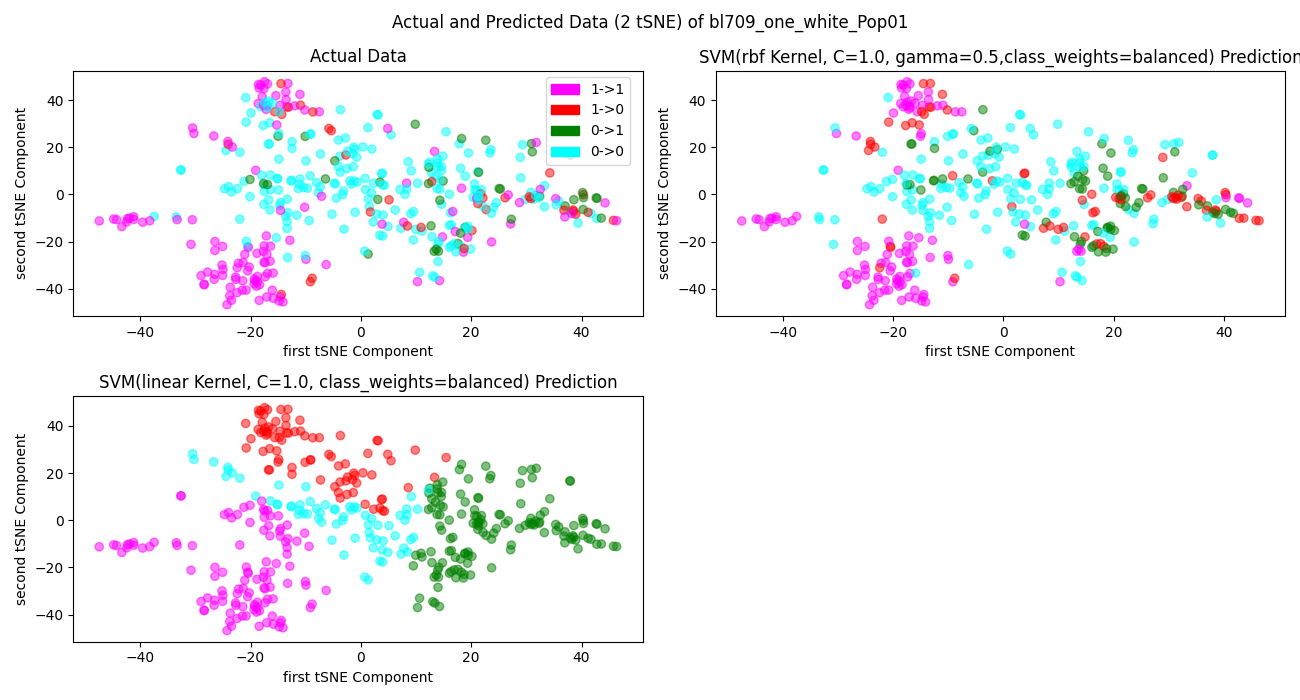 Actual and Predicted Data (2 tSNE) of bl709_one_white_Pop01
Actual Data
second tSNE Component
40
20
0
−20
−40
1->1
1->0
0->1
0->0
−40 −20 0 20 40
first tSNE Component
SVM(rbf Kernel, C=1.0, gamma=0.5,class_weights=balanced) Prediction
second tSNE Component
40
20
0
−20
−40
−40 −20 0 20 40
first tSNE Component
SVM(linear Kernel, C=1.0, class_weights=balanced) Prediction
second tSNE Component
40
20
0
−20
−40
−40 −20 0 20 40
first tSNE Component